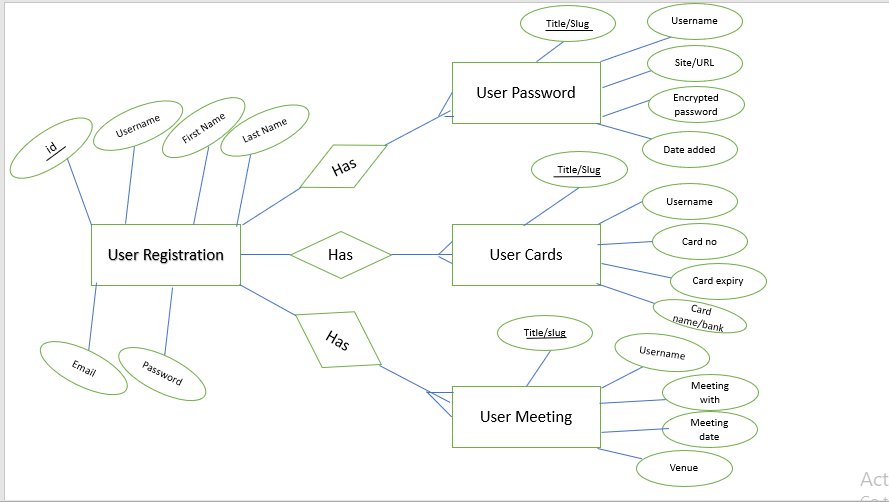 Title/Slug
Username
Site/URL
User Password
Encrypted
password
Date added
id
Username
First Name
Last Name
Has
Title/Slug
Username
User Registration
Has
User Cards
Card no
Card expiry
Card
name/bank
Has
Title/slug
Username
Email
Password
Meeting
with
User Meeting
Meeting
date
Venue
Act